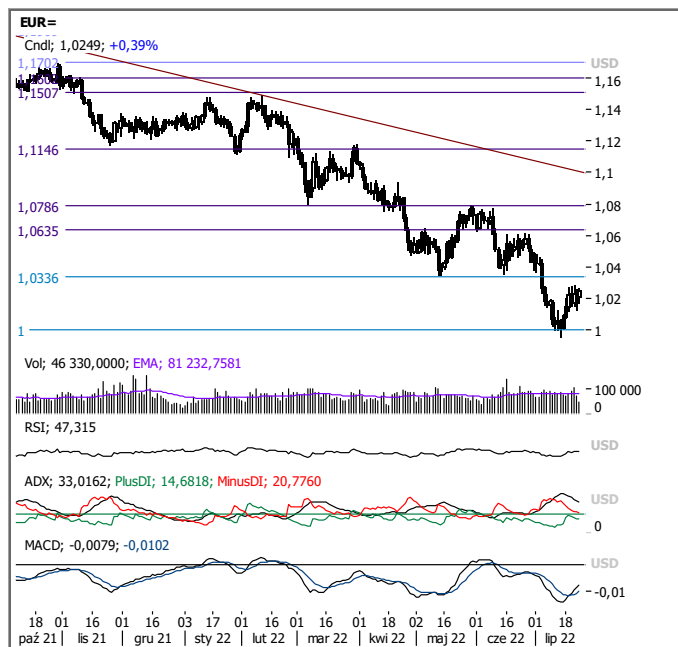 EUR=
Cndl; 1,0249; +0,39%
1,1702
USD
1,16
1,1507
1,14
1,12
1,1146
1,1
1,0786
1,08
1,0635
1,06
1,04
1,0336
1,02
1
1
Vol; 46 330,0000; EMA; 81 232,7581
100 000
0
RSI; 47,315
USD
ADX; 33,0162; PlusDI; 14,6818; MinusDI; 20,7760
USD
0
MACD; -0,0079; -0,0102
USD
-0,01
18 01 16 01 16 03 17 01 16 01 16 01 18 02 16 01 16 01 18
paź 21 lis 21 gru 21 sty 22 lut 22 mar 22 kwi 22 maj 22 cze 22 lip 22